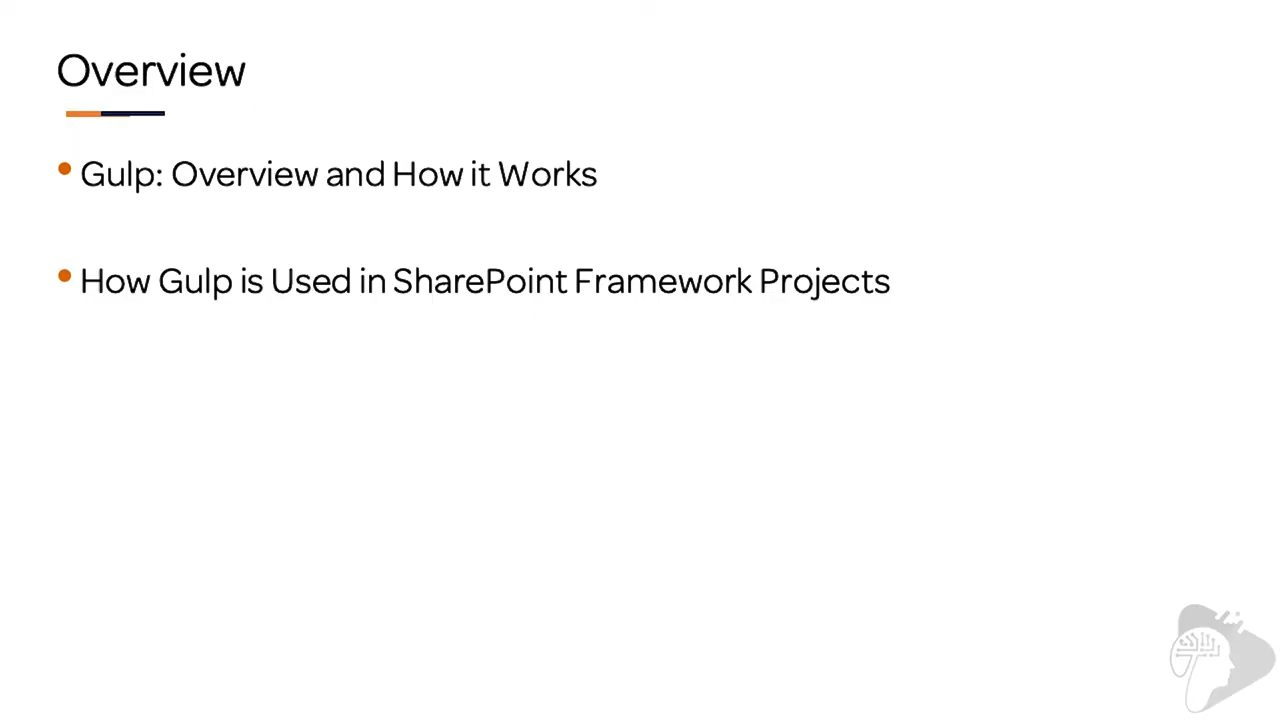 Overview
• Gulp: Overview and How it Works
• How Gulp is Used in SharePoint Framework Projects